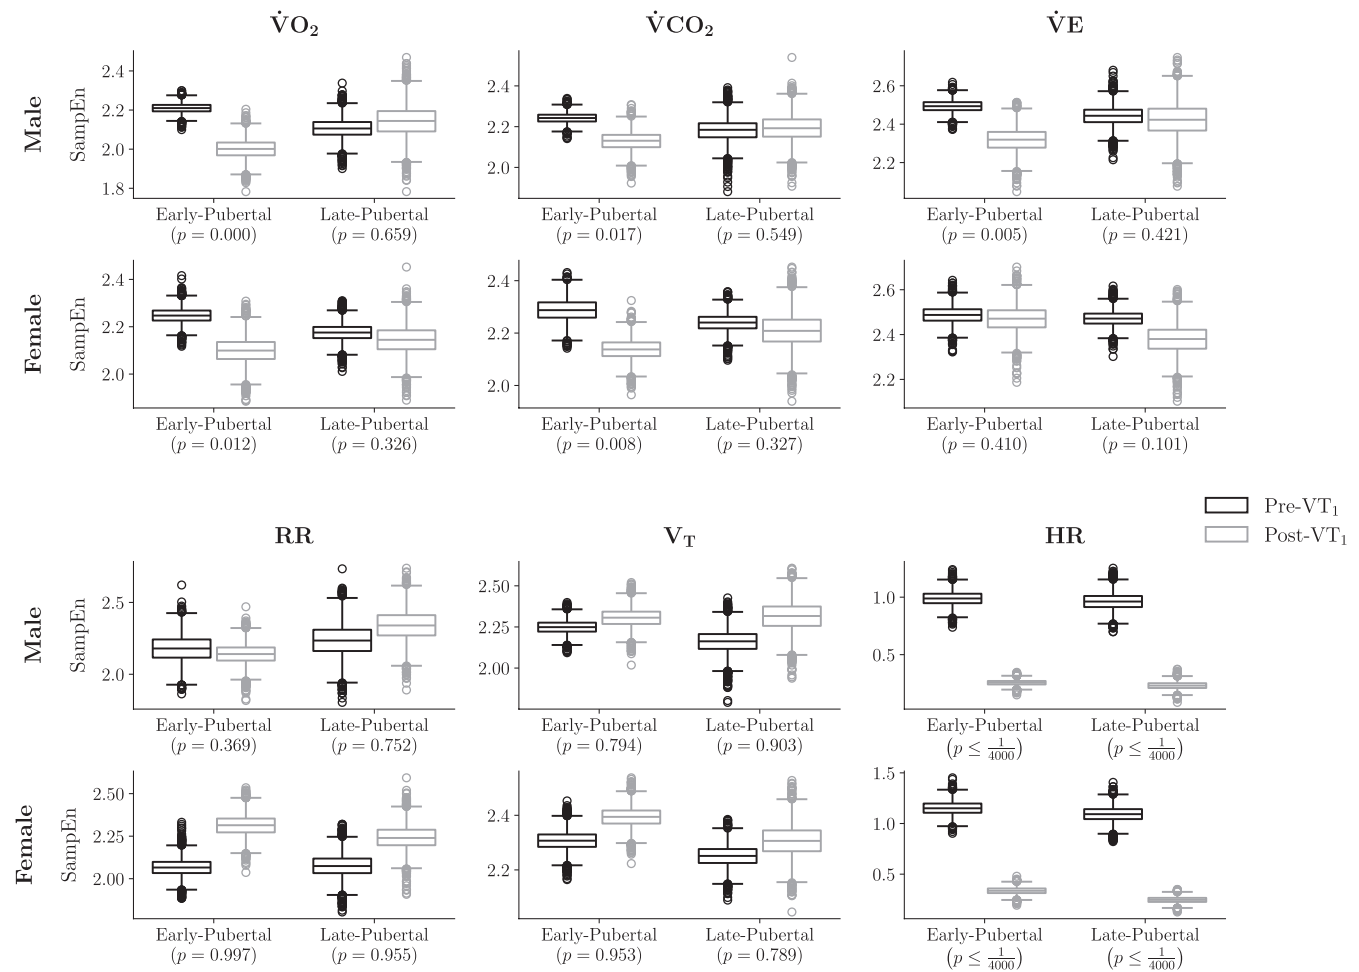 V̇O₂ V̇CO₂ V̇E
Male
SampEn
2.4
2.2
2.0
1.8
Early-Pubertal Late-Pubertal
(p = 0.000) (p = 0.659)
2.4
2.2
2.0
Early-Pubertal Late-Pubertal
(p = 0.017) (p = 0.549)
2.6
2.4
2.2
Early-Pubertal Late-Pubertal
(p = 0.005) (p = 0.421)
Female
SampEn
2.4
2.2
2.0
Early-Pubertal Late-Pubertal
(p = 0.012) (p = 0.326)
2.4
2.2
2.0
Early-Pubertal Late-Pubertal
(p = 0.008) (p = 0.327)
2.6
2.4
2.2
Early-Pubertal Late-Pubertal
(p = 0.410) (p = 0.101)
Pre-VT₁
Post-VT₁
RR V_T HR
Male
SampEn
2.5
2.0
Early-Pubertal Late-Pubertal
(p = 0.369) (p = 0.752)
2.50
2.25
2.00
Early-Pubertal Late-Pubertal
(p = 0.794) (p = 0.903)
1.0
0.5
Early-Pubertal Late-Pubertal
(p ≤ 1/4000) (p ≤ 1/4000)
Female
SampEn
2.50
2.25
2.00
Early-Pubertal Late-Pubertal
(p = 0.997) (p = 0.955)
2.4
2.2
Early-Pubertal Late-Pubertal
(p = 0.953) (p = 0.789)
1.5
1.0
0.5
Early-Pubertal Late-Pubertal
(p ≤ 1/4000) (p ≤ 1/4000)